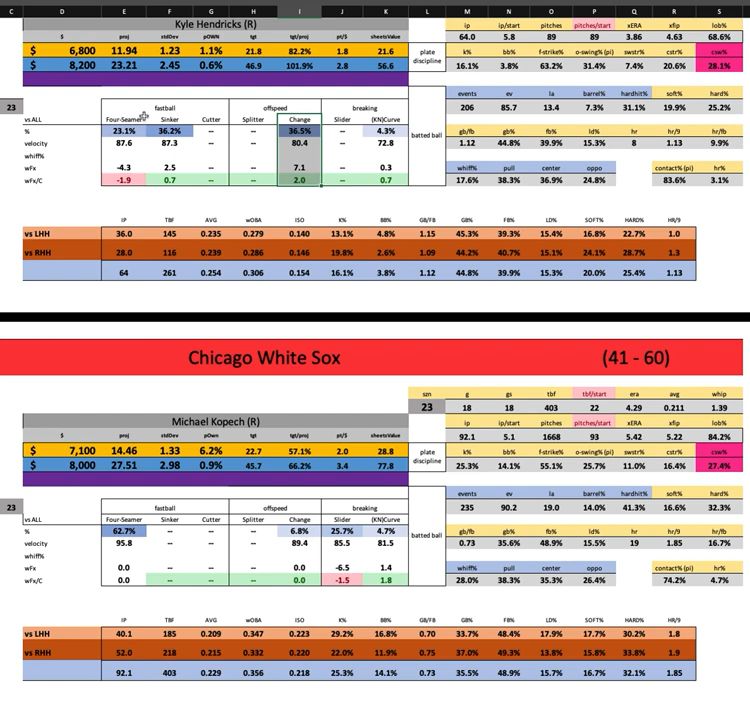 C D E F G H I J K L M N O P Q R S
Kyle Hendricks (R) ip ip/start pitches pitches/start xERA xfip lob%
$ proj stdDev pOWN tgt tgt/proj pt/$ sheetsValue 64.0 5.8 89 89 3.86 4.63 68.6%
$ 6,800 11.94 1.23 1.1% 21.8 82.2% 1.8 21.6 plate discipline k% bb% f-strike% o-swing% (pi) swstr% cstr% csw%
$ 8,200 23.21 2.45 0.6% 46.9 101.9% 2.8 56.6 16.1% 3.8% 63.2% 31.4% 7.4% 20.6% 28.1%
events ev la barrel% hardhit% soft% hard%
23 fastball offspeed breaking 206 85.7 13.4 7.3% 31.1% 19.9% 25.2%
vs ALL Four-Seamer Sinker Cutter Splitter Change Slider (KN)Curve
% 23.1% 36.2% -- -- 36.5% -- 4.3% batted ball gb/fb gb% fb% ld% hr hr/9 hr/fb
velocity 87.6 87.3 -- -- 80.4 -- 72.8 1.12 44.8% 39.9% 15.3% 8 1.13 9.9%
whiff%
wFx -4.3 2.5 7.1 0.3 whiff% pull center oppo contact% (pi) hr%
wFx/C -1.9 0.7 -- -- 2.0 -- 0.7 17.6% 38.3% 36.9% 24.8% 83.6% 3.1%
IP TBF AVG wOBA ISO K% BB% GB/FB GB% FB% LD% SOFT% HARD% HR/9
vs LHH 36.0 145 0.235 0.279 0.140 13.1% 4.8% 1.15 45.3% 39.3% 15.4% 16.8% 22.7% 1.0
vs RHH 28.0 116 0.239 0.286 0.146 19.8% 2.6% 1.09 44.2% 40.7% 15.1% 24.1% 28.7% 1.3
64 261 0.254 0.306 0.154 16.1% 3.8% 1.12 44.8% 39.9% 15.3% 20.0% 25.4% 1.13
Chicago White Sox (41 - 60)
szn g gs tbf tbf/start era avg whip
23 18 18 403 22 4.29 0.211 1.39
Michael Kopech (R) ip ip/start pitches pitches/start xERA xfip lob%
$ proj stdDev pOwn tgt tgt/proj pt/$ sheetsValue 92.1 5.1 1668 93 5.42 5.22 84.2%
$ 7,100 14.46 1.33 6.2% 22.7 57.1% 2.0 28.8 plate discipline k% bb% f-strike% o-swing% (pi) swstr% cstr% csw%
$ 8,000 27.51 2.98 0.9% 45.7 66.2% 3.4 77.8 25.3% 14.1% 55.1% 25.7% 11.0% 16.4% 27.4%
events ev la barrel% hardhit% soft% hard%
23 fastball offspeed breaking 235 90.2 19.0 14.0% 41.3% 16.6% 32.3%
vs ALL Four-Seamer Sinker Cutter Splitter Change Slider (KN)Curve
% 62.7% -- -- -- 6.8% 25.7% 4.7% batted ball gb/fb gb% fb% ld% hr hr/9 hr/fb
velocity 95.8 -- -- -- 89.4 85.5 81.5 0.73 35.6% 48.9% 15.5% 19 1.85 16.7%
whiff%
wFx 0.0 0.0 -6.5 1.4 whiff% pull center oppo contact% (pi) hr%
wFx/C 0.0 -- -- -- 0.0 -1.5 1.8 28.0% 38.3% 35.3% 26.4% 74.2% 4.7%
IP TBF AVG wOBA ISO K% BB% GB/FB GB% FB% LD% SOFT% HARD% HR/9
vs LHH 40.1 185 0.209 0.347 0.223 29.2% 16.8% 0.70 33.7% 48.4% 17.9% 17.7% 30.2% 1.8
vs RHH 52.0 218 0.215 0.332 0.220 22.0% 11.9% 0.75 37.0% 49.3% 13.8% 15.8% 33.8% 1.9
92.1 403 0.229 0.356 0.218 25.3% 14.1% 0.73 35.5% 48.9% 15.7% 16.7% 32.1% 1.85